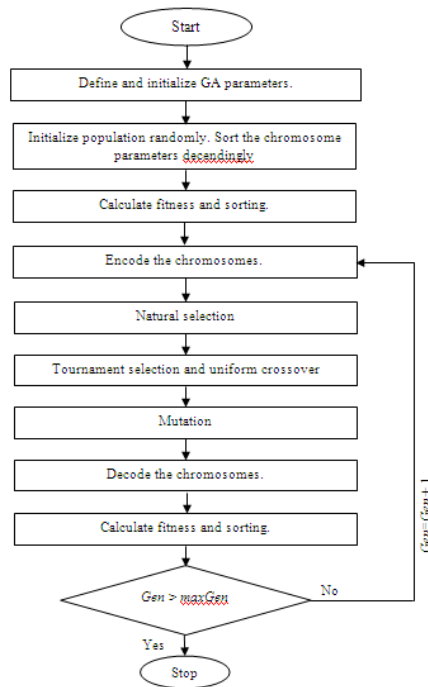 Start
Define and initialize GA parameters.
Initialize population randomly. Sort the chromosome
parameters decendingly
Calculate fitness and sorting.
Encode the chromosomes.
Natural selection
Tournament selection and uniform crossover
Mutation
Decode the chromosomes.
Calculate fitness and sorting.
Gen > maxGen
No
Gen=Gen+1
Yes
Stop